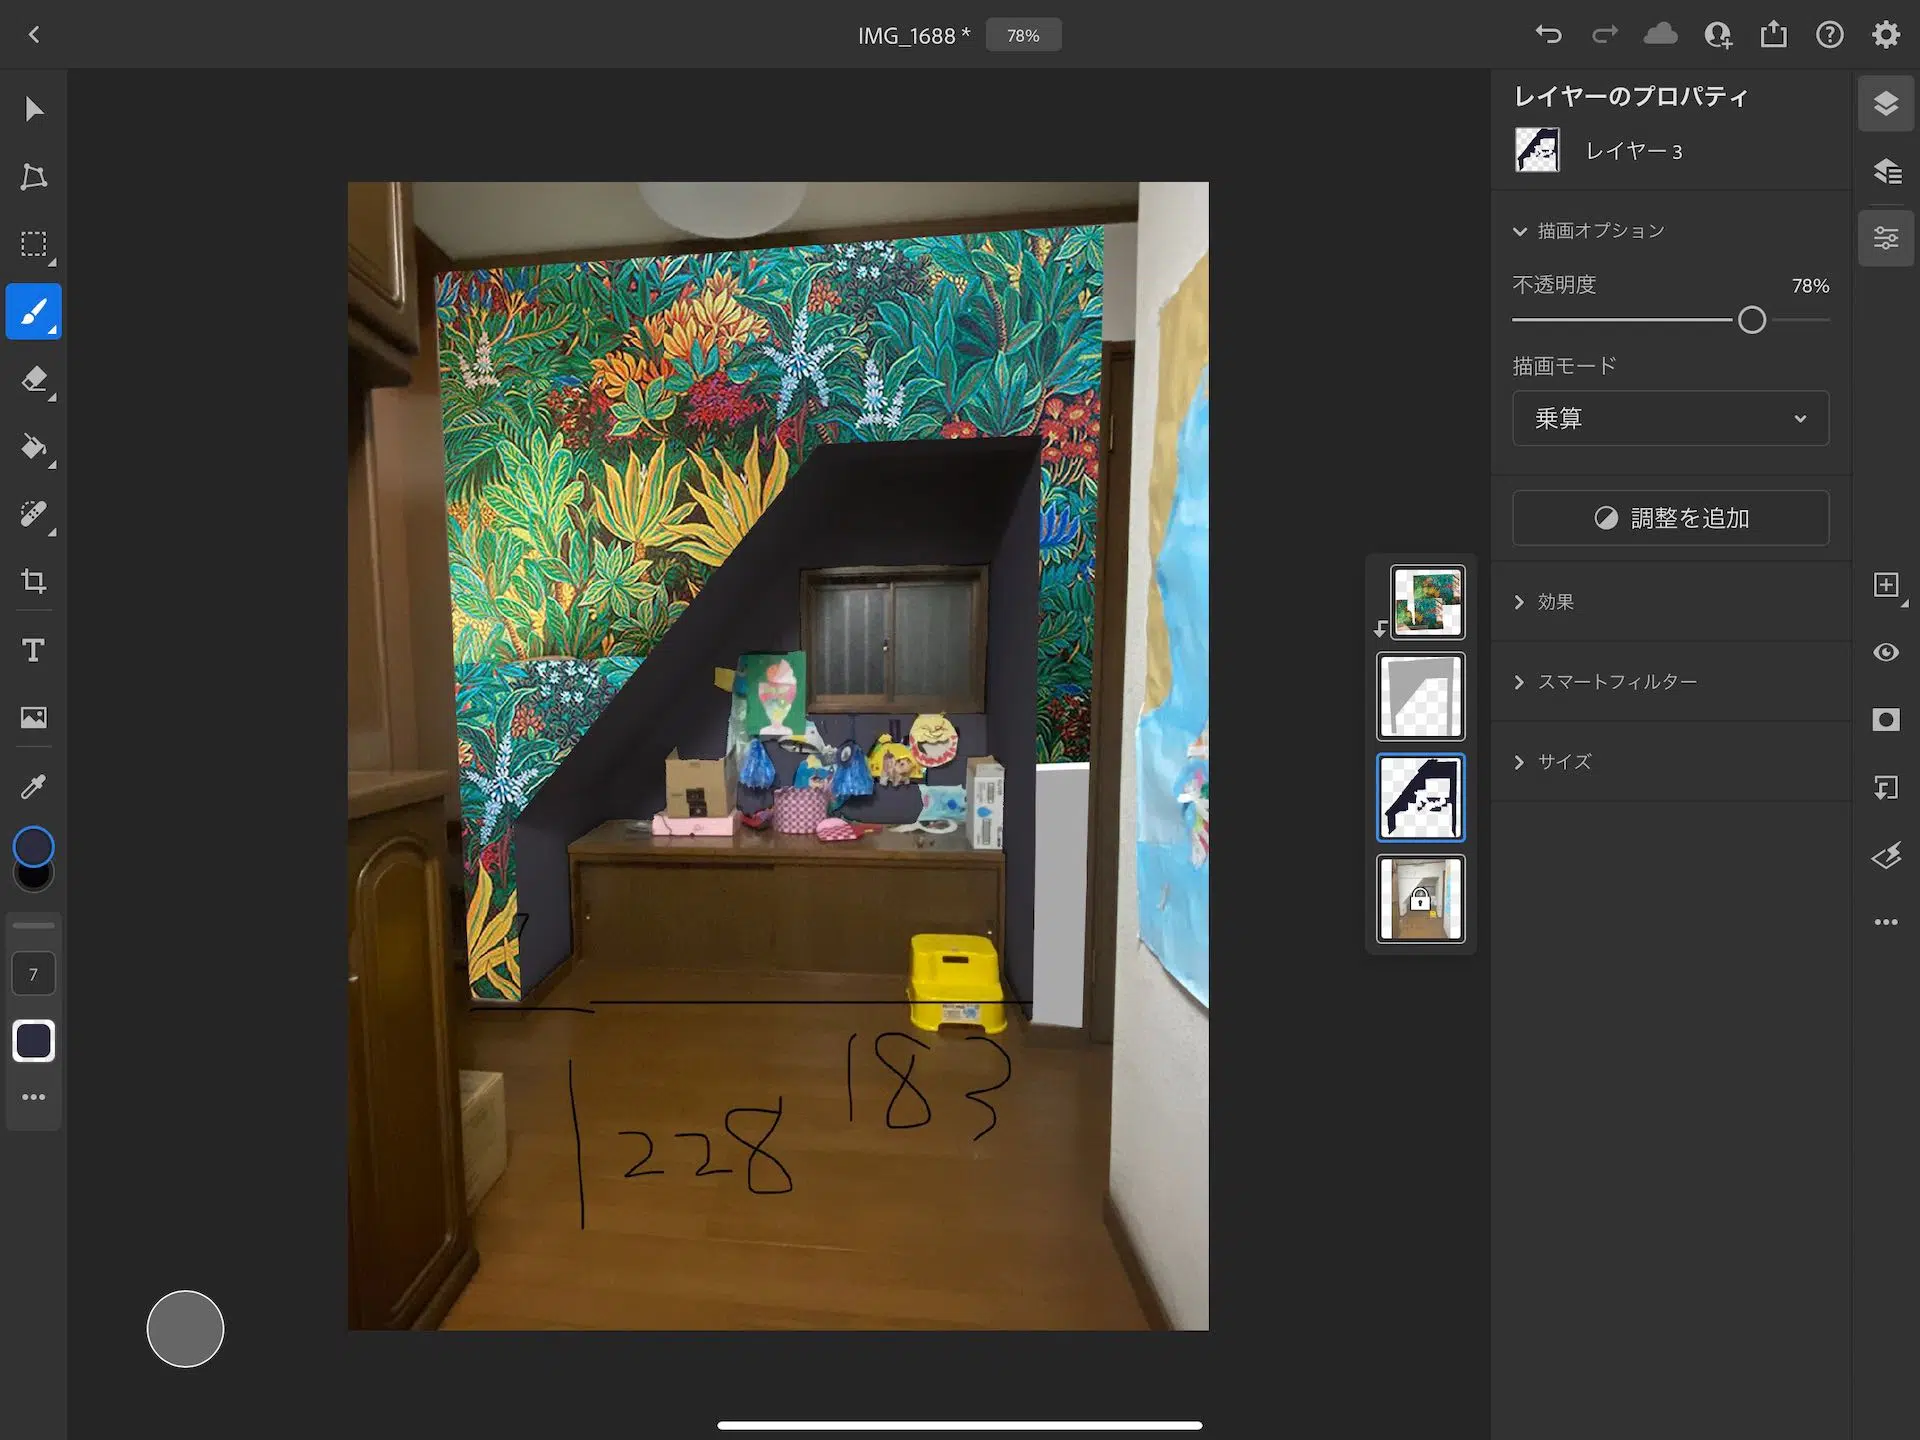 IMG_1688 *
78%
レイヤーのプロパティ
レイヤー 3
描画オプション
不透明度
78%
描画モード
乗算
調整を追加
効果
スマートフィルター
サイズ
T
7
7
183
1228